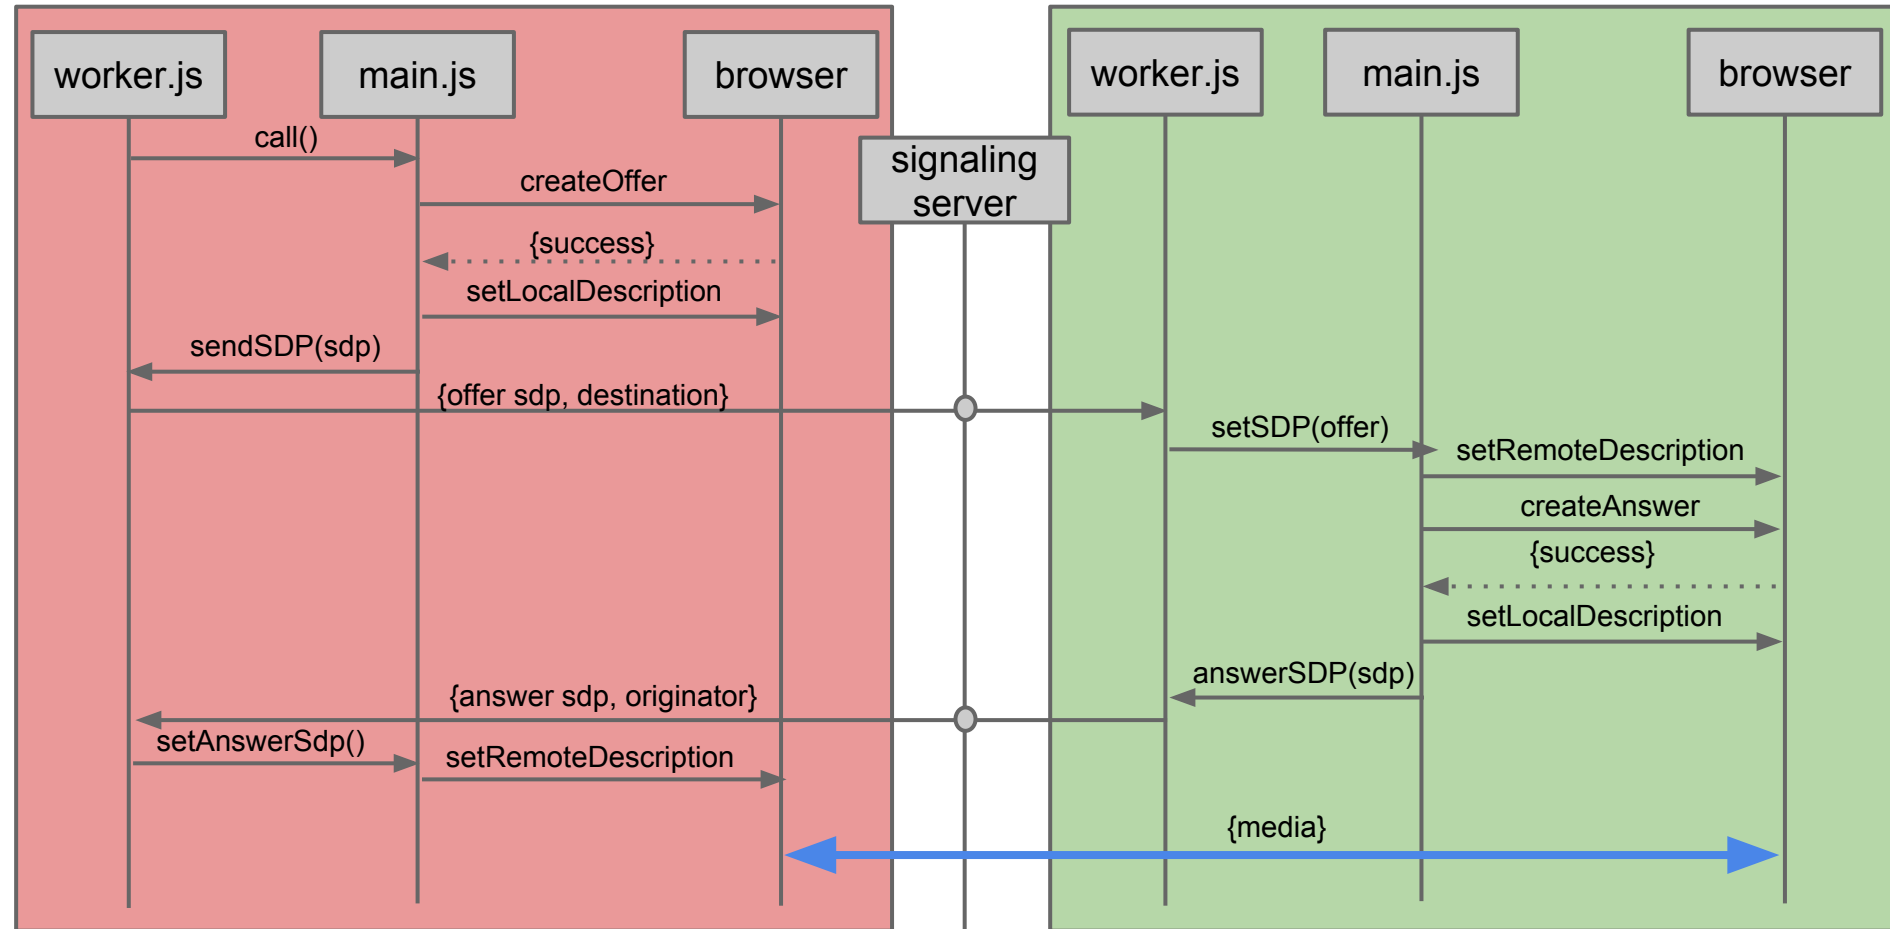 worker.js
main.js
browser
worker.js
main.js
browser
signaling
server
call()
createOffer
{success}
setLocalDescription
sendSDP(sdp)
{offer sdp, destination}
setSDP(offer)
setRemoteDescription
createAnswer
{success}
setLocalDescription
answerSDP(sdp)
{answer sdp, originator}
setAnswerSdp()
setRemoteDescription
{media}